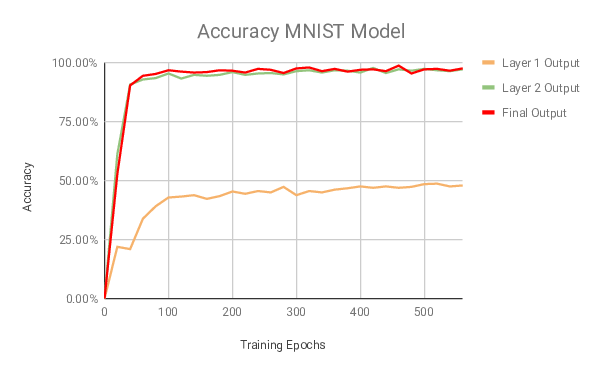 Accuracy MNIST Model
100.00%
75.00%
50.00%
25.00%
0.00%
Accuracy
0 100 200 300 400 500
Training Epochs
Layer 1 Output
Layer 2 Output
Final Output